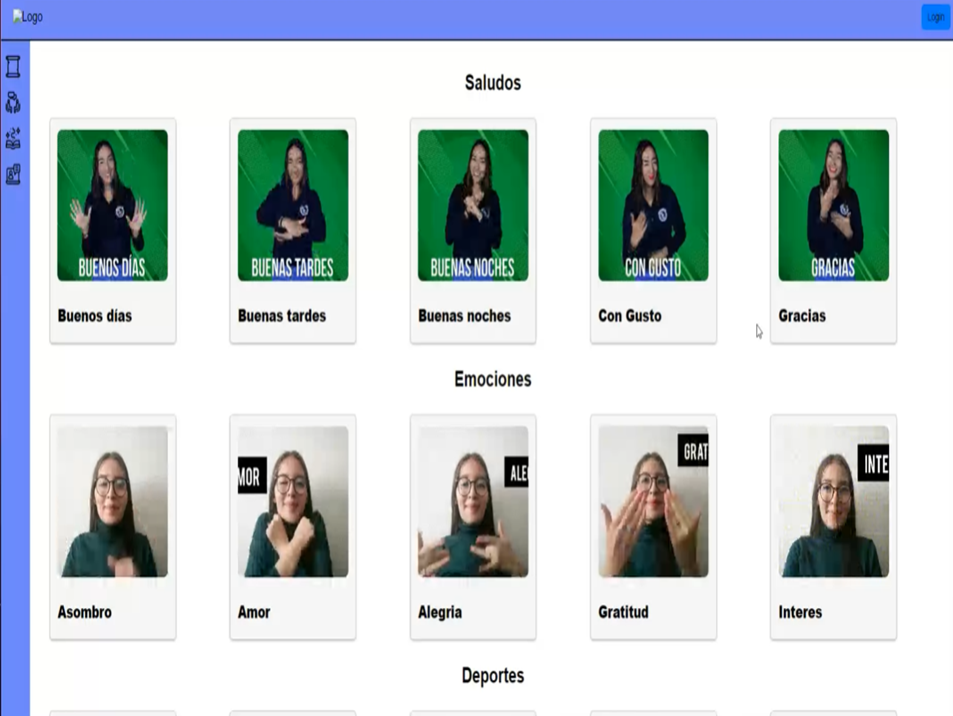 Logo
Login
Saludos
BUENOS DÍAS
BUENAS TARDES
BUENAS NOCHES
CON GUSTO
GRACIAS
Buenos días
Buenas tardes
Buenas noches
Con Gusto
Gracias
Emociones
MOR
ALE
GRAT
INTE
Asombro
Amor
Alegria
Gratitud
Interes
Deportes